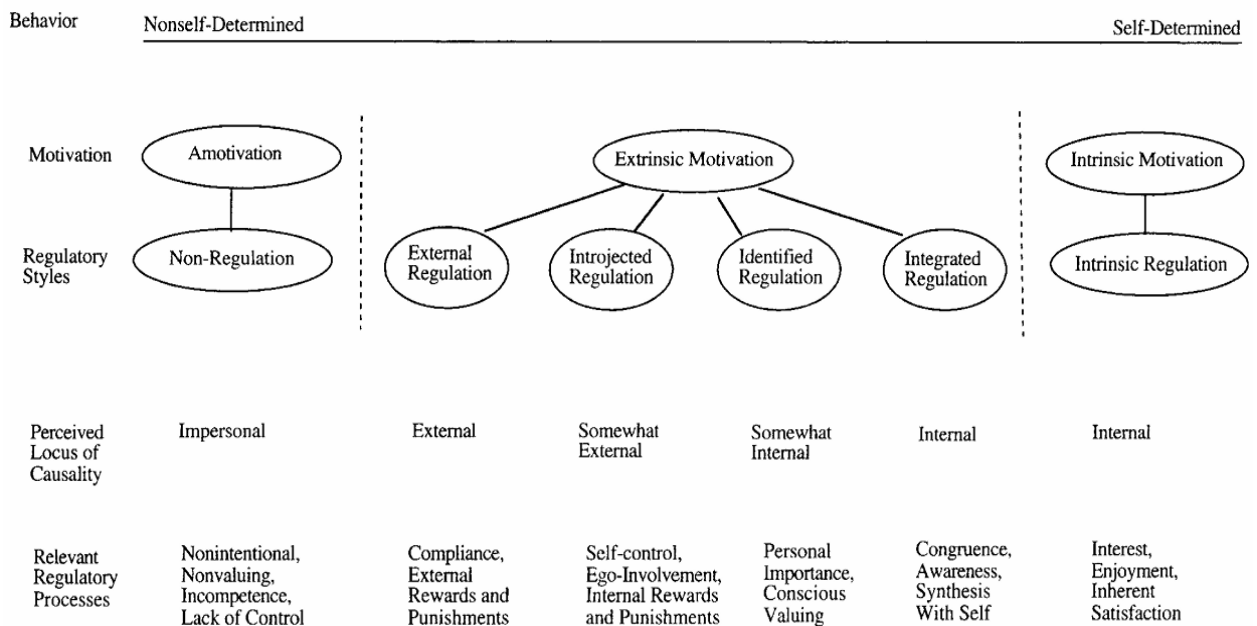 Behavior
Nonself-Determined
Self-Determined
Motivation
Amotivation
Extrinsic Motivation
Intrinsic Motivation
Regulatory
Styles
Non-Regulation
External
Regulation
Introjected
Regulation
Identified
Regulation
Integrated
Regulation
Intrinsic Regulation
Perceived
Locus of
Causality
Impersonal
External
Somewhat
External
Somewhat
Internal
Internal
Internal
Relevant
Regulatory
Processes
Nonintentional,
Nonvaluing,
Incompetence,
Lack of Control
Compliance,
External
Rewards and
Punishments
Self-control,
Ego-Involvement,
Internal Rewards
and Punishments
Personal
Importance,
Conscious
Valuing
Congruence,
Awareness,
Synthesis
With Self
Interest,
Enjoyment,
Inherent
Satisfaction